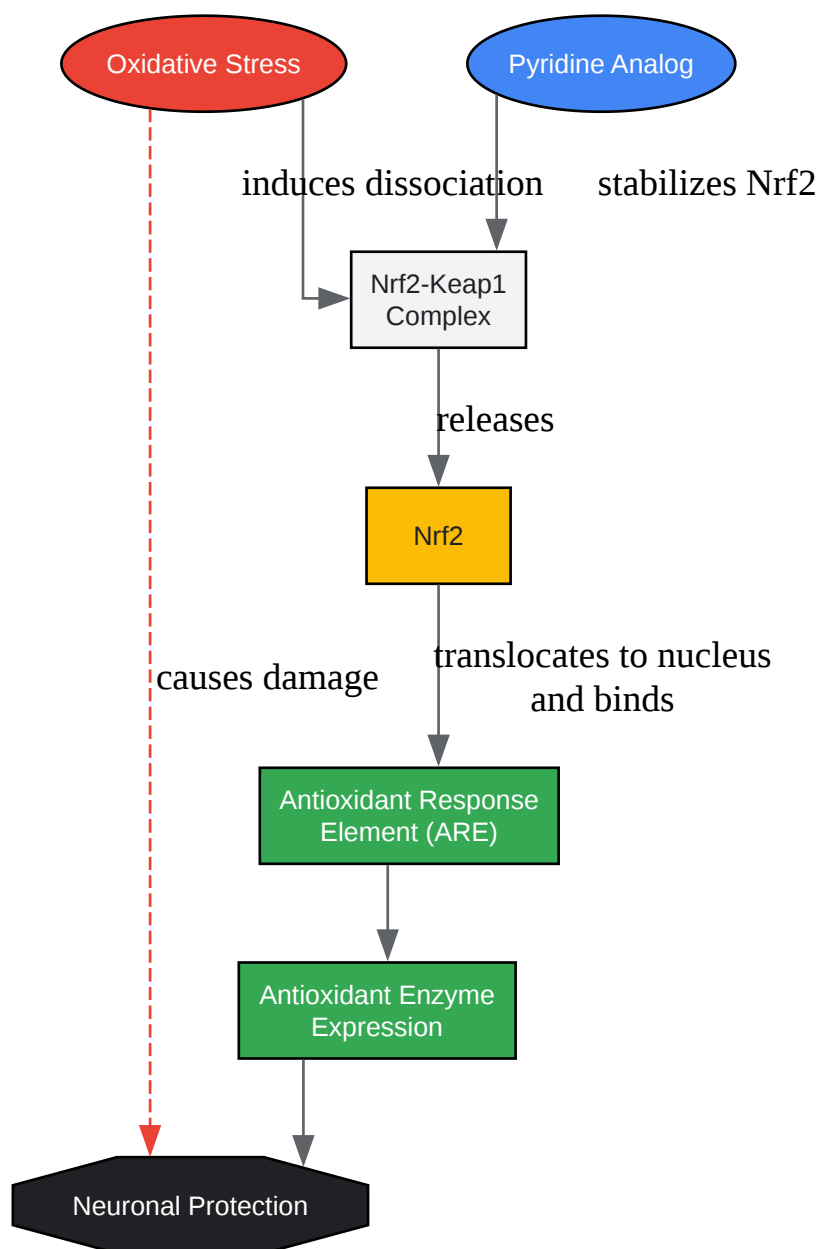 Oxidative Stress
Pyridine Analog
induces dissociation
stabilizes Nrf2
Nrf2-Keap1
Complex
releases
Nrf2
translocates to nucleus
and binds
causes damage
Antioxidant Response
Element (ARE)
Antioxidant Enzyme
Expression
Neuronal Protection